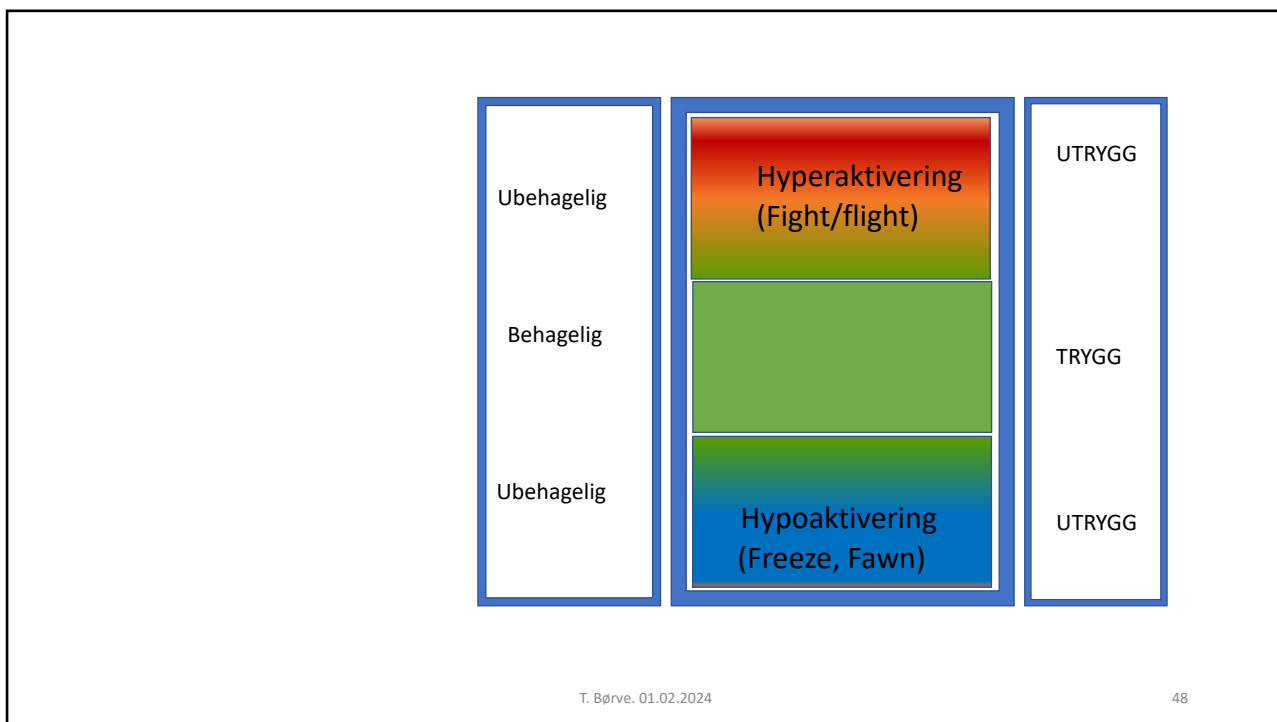 Ubehagelig
Behagelig
Ubehagelig
Hyperaktivering
(Fight/flight)
Hypoaktivering
(Freeze, Fawn)
UTRYGG
TRYGG
UTRYGG
T. Børve. 01.02.2024
48